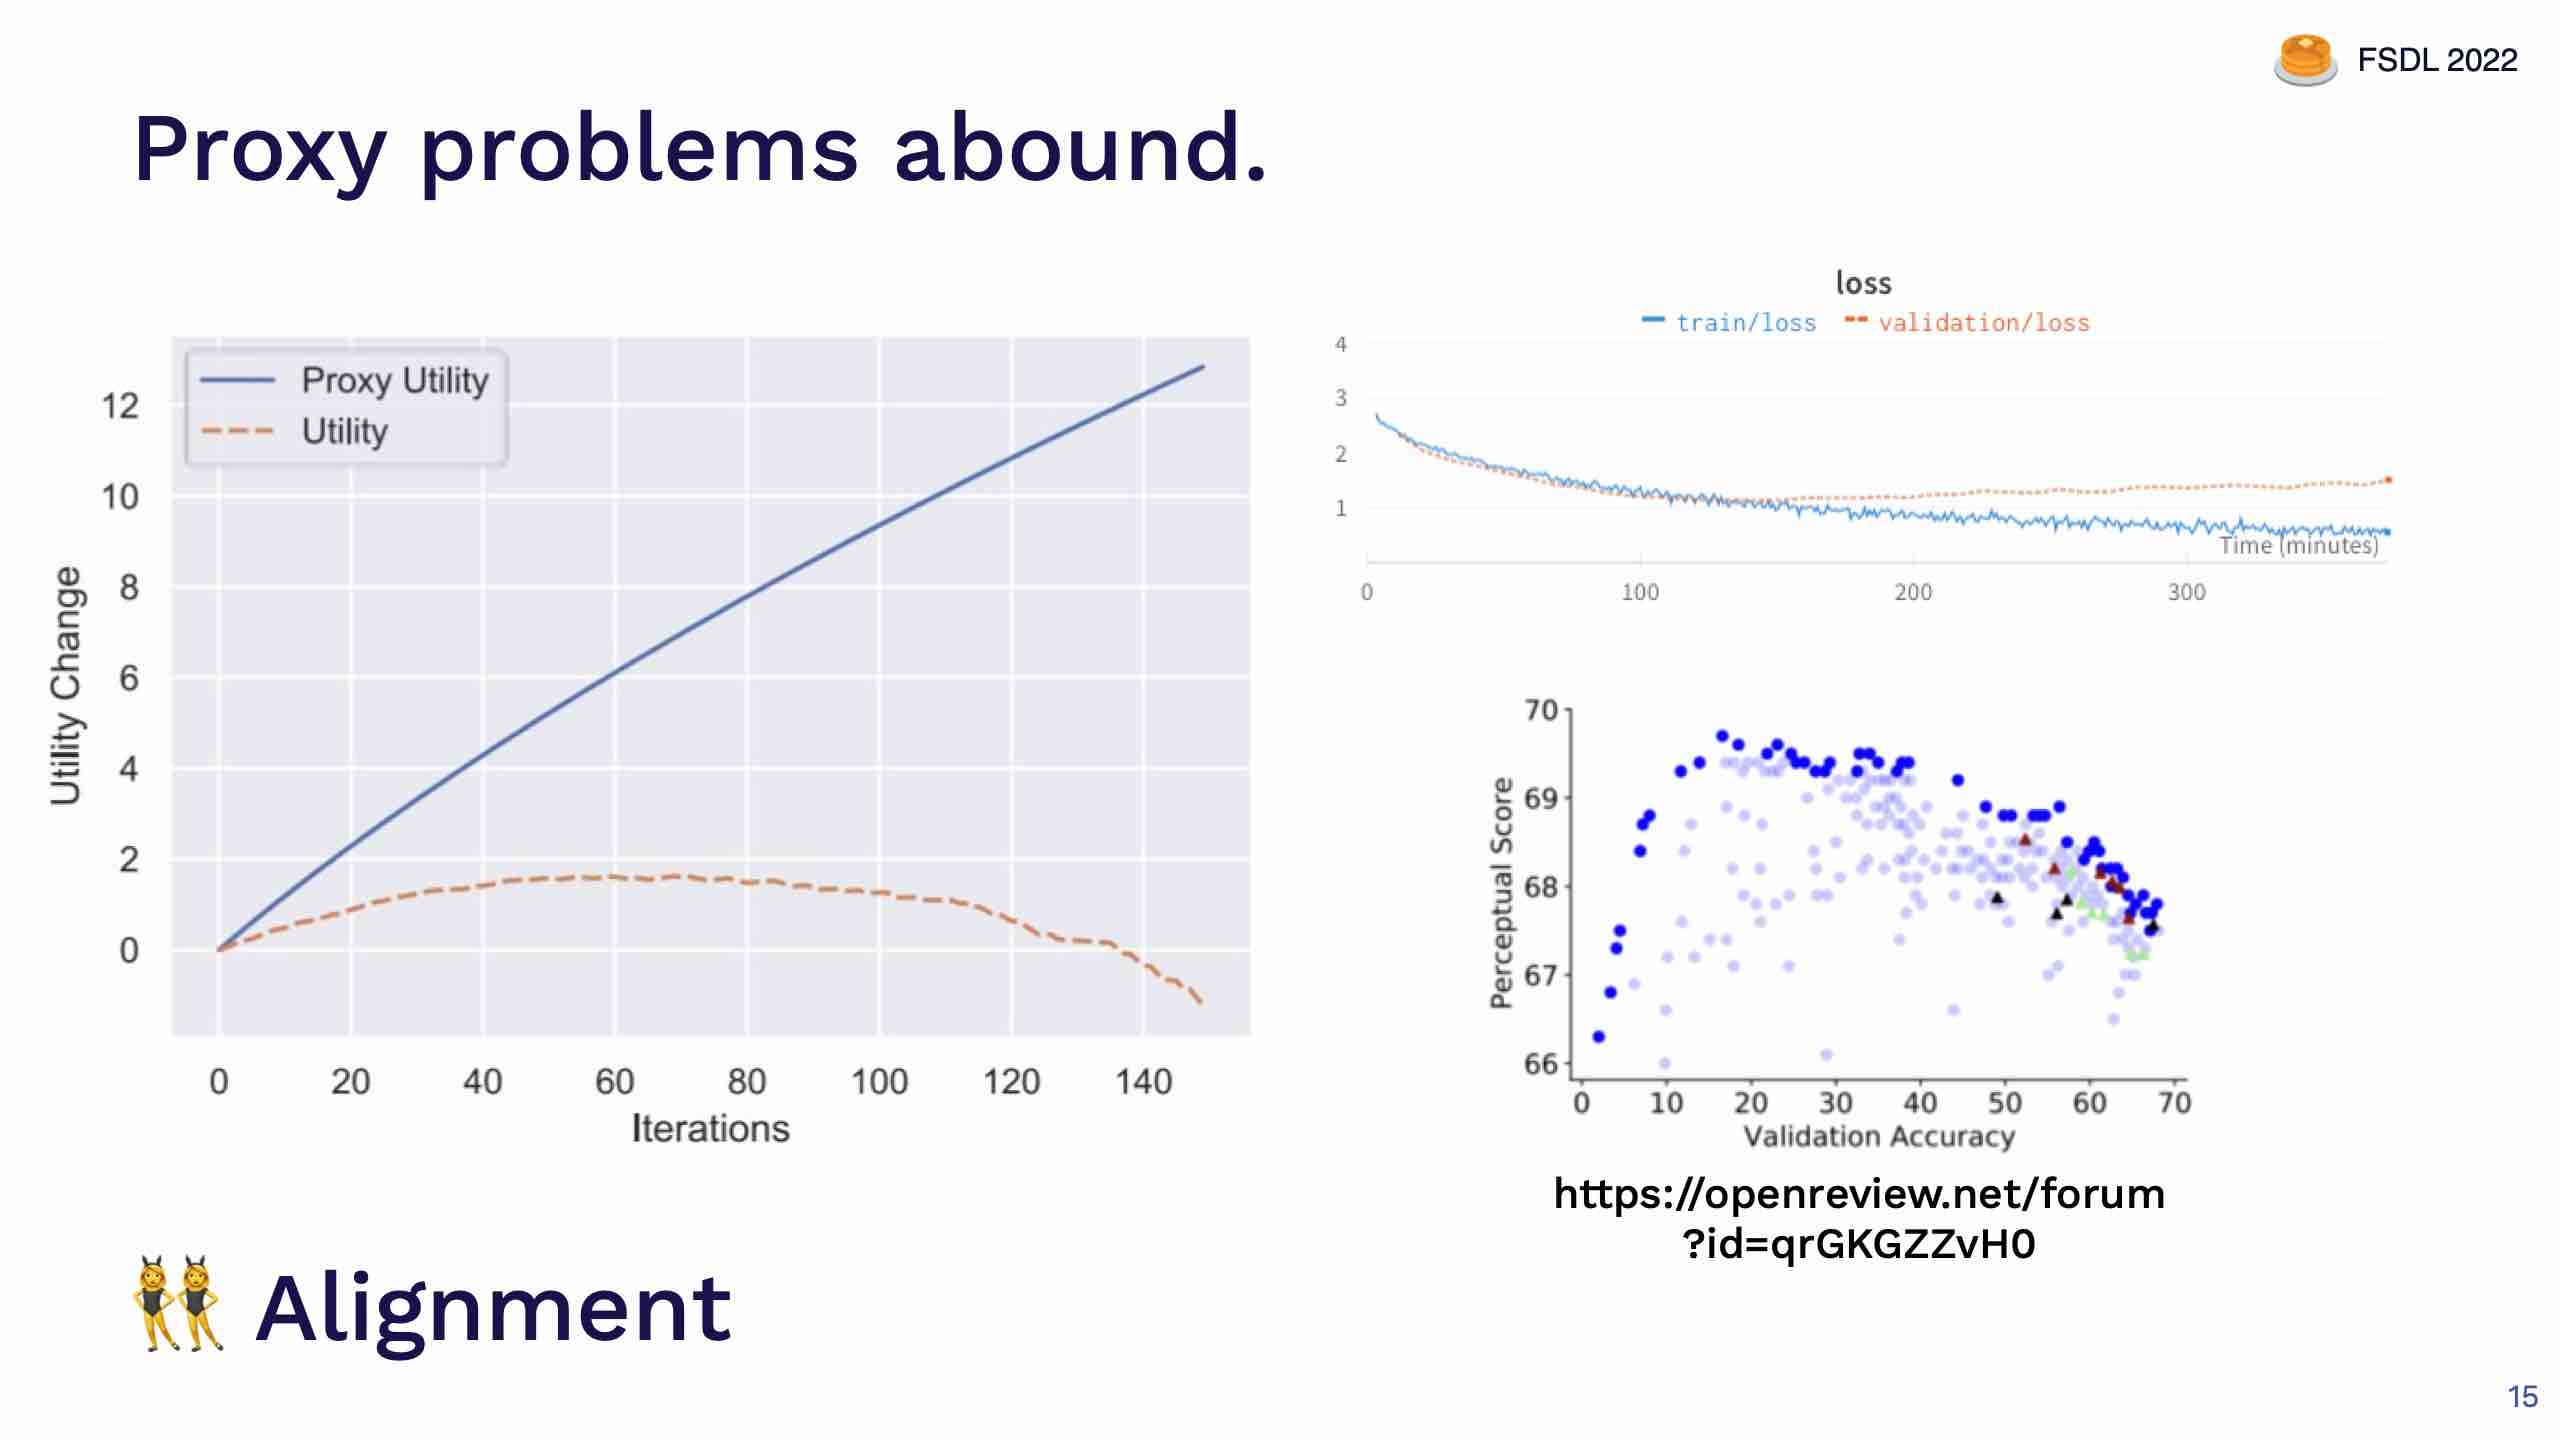 FSDL 2022
Proxy problems abound.
Proxy Utility
Utility
12
10
8
6
4
2
0
Utility Change
0 20 40 60 80 100 120 140
Iterations
loss
train/loss validation/loss
4
3
2
1
Time (minutes)
0 100 200 300
70
69
68
67
66
Perceptual Score
0 10 20 30 40 50 60 70
Validation Accuracy
https://openreview.net/forum
?id=qrGKGZZvH0
Alignment
15